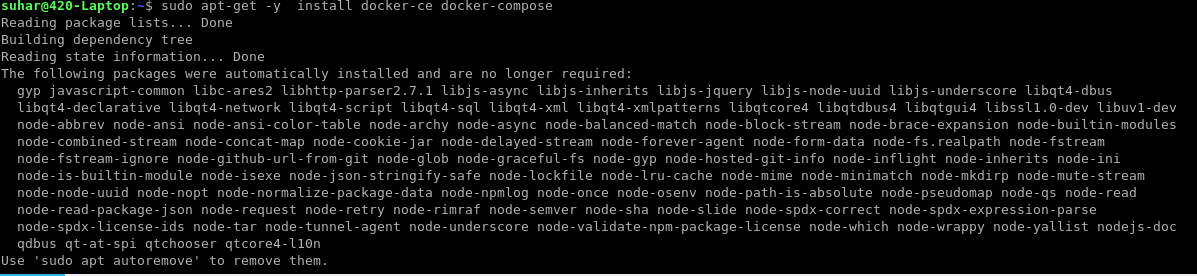 suhar@420-Laptop:~$ sudo apt-get -y  install docker-ce docker-compose
Reading package lists... Done
Building dependency tree
Reading state information... Done
The following packages were automatically installed and are no longer required:
  gyp javascript-common libc-ares2 libhttp-parser2.7.1 libjs-async libjs-inherits libjs-jquery libjs-node-uuid libjs-underscore libqt4-dbus
  libqt4-declarative libqt4-network libqt4-script libqt4-sql libqt4-xml libqt4-xmlpatterns libqtcore4 libqtdbus4 libqtgui4 libssl1.0-dev libuv1-dev
  node-abbrev node-ansi node-ansi-color-table node-archy node-async node-balanced-match node-block-stream node-brace-expansion node-builtin-modules
  node-combined-stream node-concat-map node-cookie-jar node-delayed-stream node-forever-agent node-form-data node-fs.realpath node-fstream
  node-fstream-ignore node-github-url-from-git node-glob node-graceful-fs node-gyp node-hosted-git-info node-inflight node-inherits node-ini
  node-is-builtin-module node-isexe node-json-stringify-safe node-lockfile node-lru-cache node-mime node-minimatch node-mkdirp node-mute-stream
  node-node-uuid node-nopt node-normalize-package-data node-npmlog node-once node-osenv node-path-is-absolute node-pseudomap node-qs node-read
  node-read-package-json node-request node-retry node-rimraf node-semver node-sha node-slide node-spdx-correct node-spdx-expression-parse
  node-spdx-license-ids node-tar node-tunnel-agent node-underscore node-validate-npm-package-license node-which node-wrappy node-yallist nodejs-doc
  qdbus qt-at-spi qtchooser qtcore4-l10n
Use 'sudo apt autoremove' to remove them.